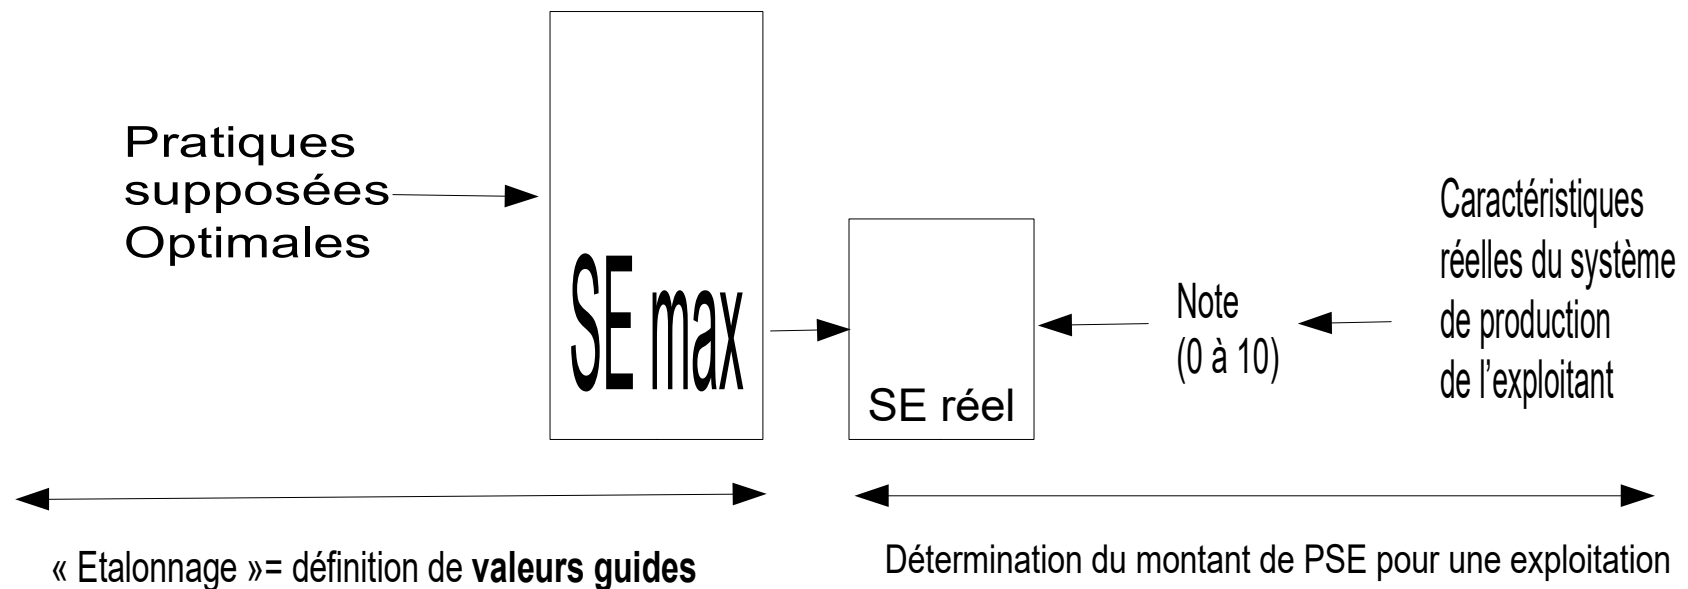 Pratiques
supposées
Optimales
SE max
SE réel
Note
(0 à 10)
Caractéristiques
réelles du système
de production
de l’exploitant
« Etalonnage »= définition de valeurs guides
Détermination du montant de PSE pour une exploitation